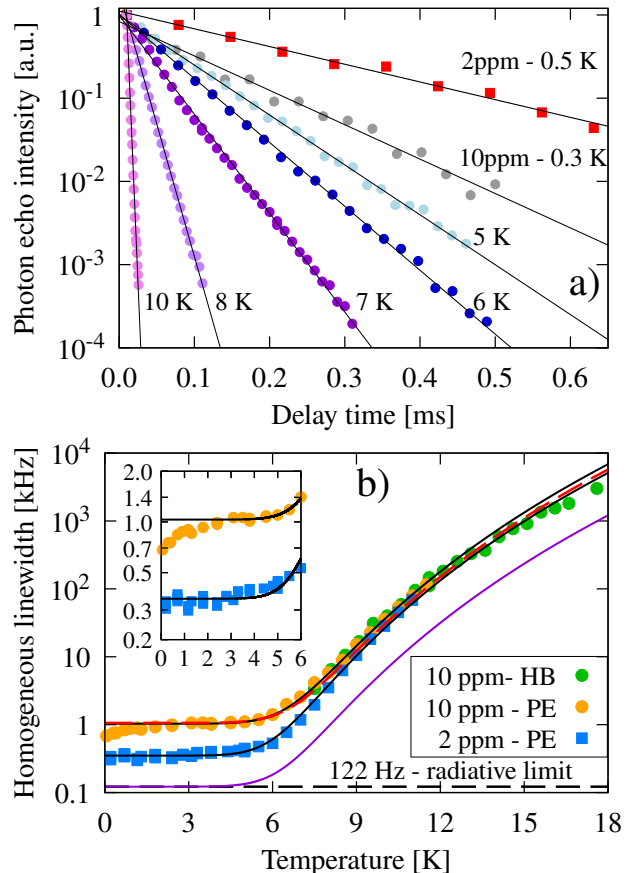 Photon echo intensity [a.u.]
1
10^-1
10^-2
10^-3
10^-4
2ppm - 0.5 K
10ppm - 0.3 K
5 K
10 K
8 K
7 K
6 K
a)
0.0 0.1 0.2 0.3 0.4 0.5 0.6
Delay time [ms]
Homogeneous linewidth [kHz]
10^4
10^3
10^2
10
1
0.1
b)
2.0
1.4
1.0
0.7
0.5
0.3
0.2
0 1 2 3 4 5 6
10 ppm- HB
10 ppm - PE
2 ppm - PE
122 Hz - radiative limit
0 3 6 9 12 15 18
Temperature [K]